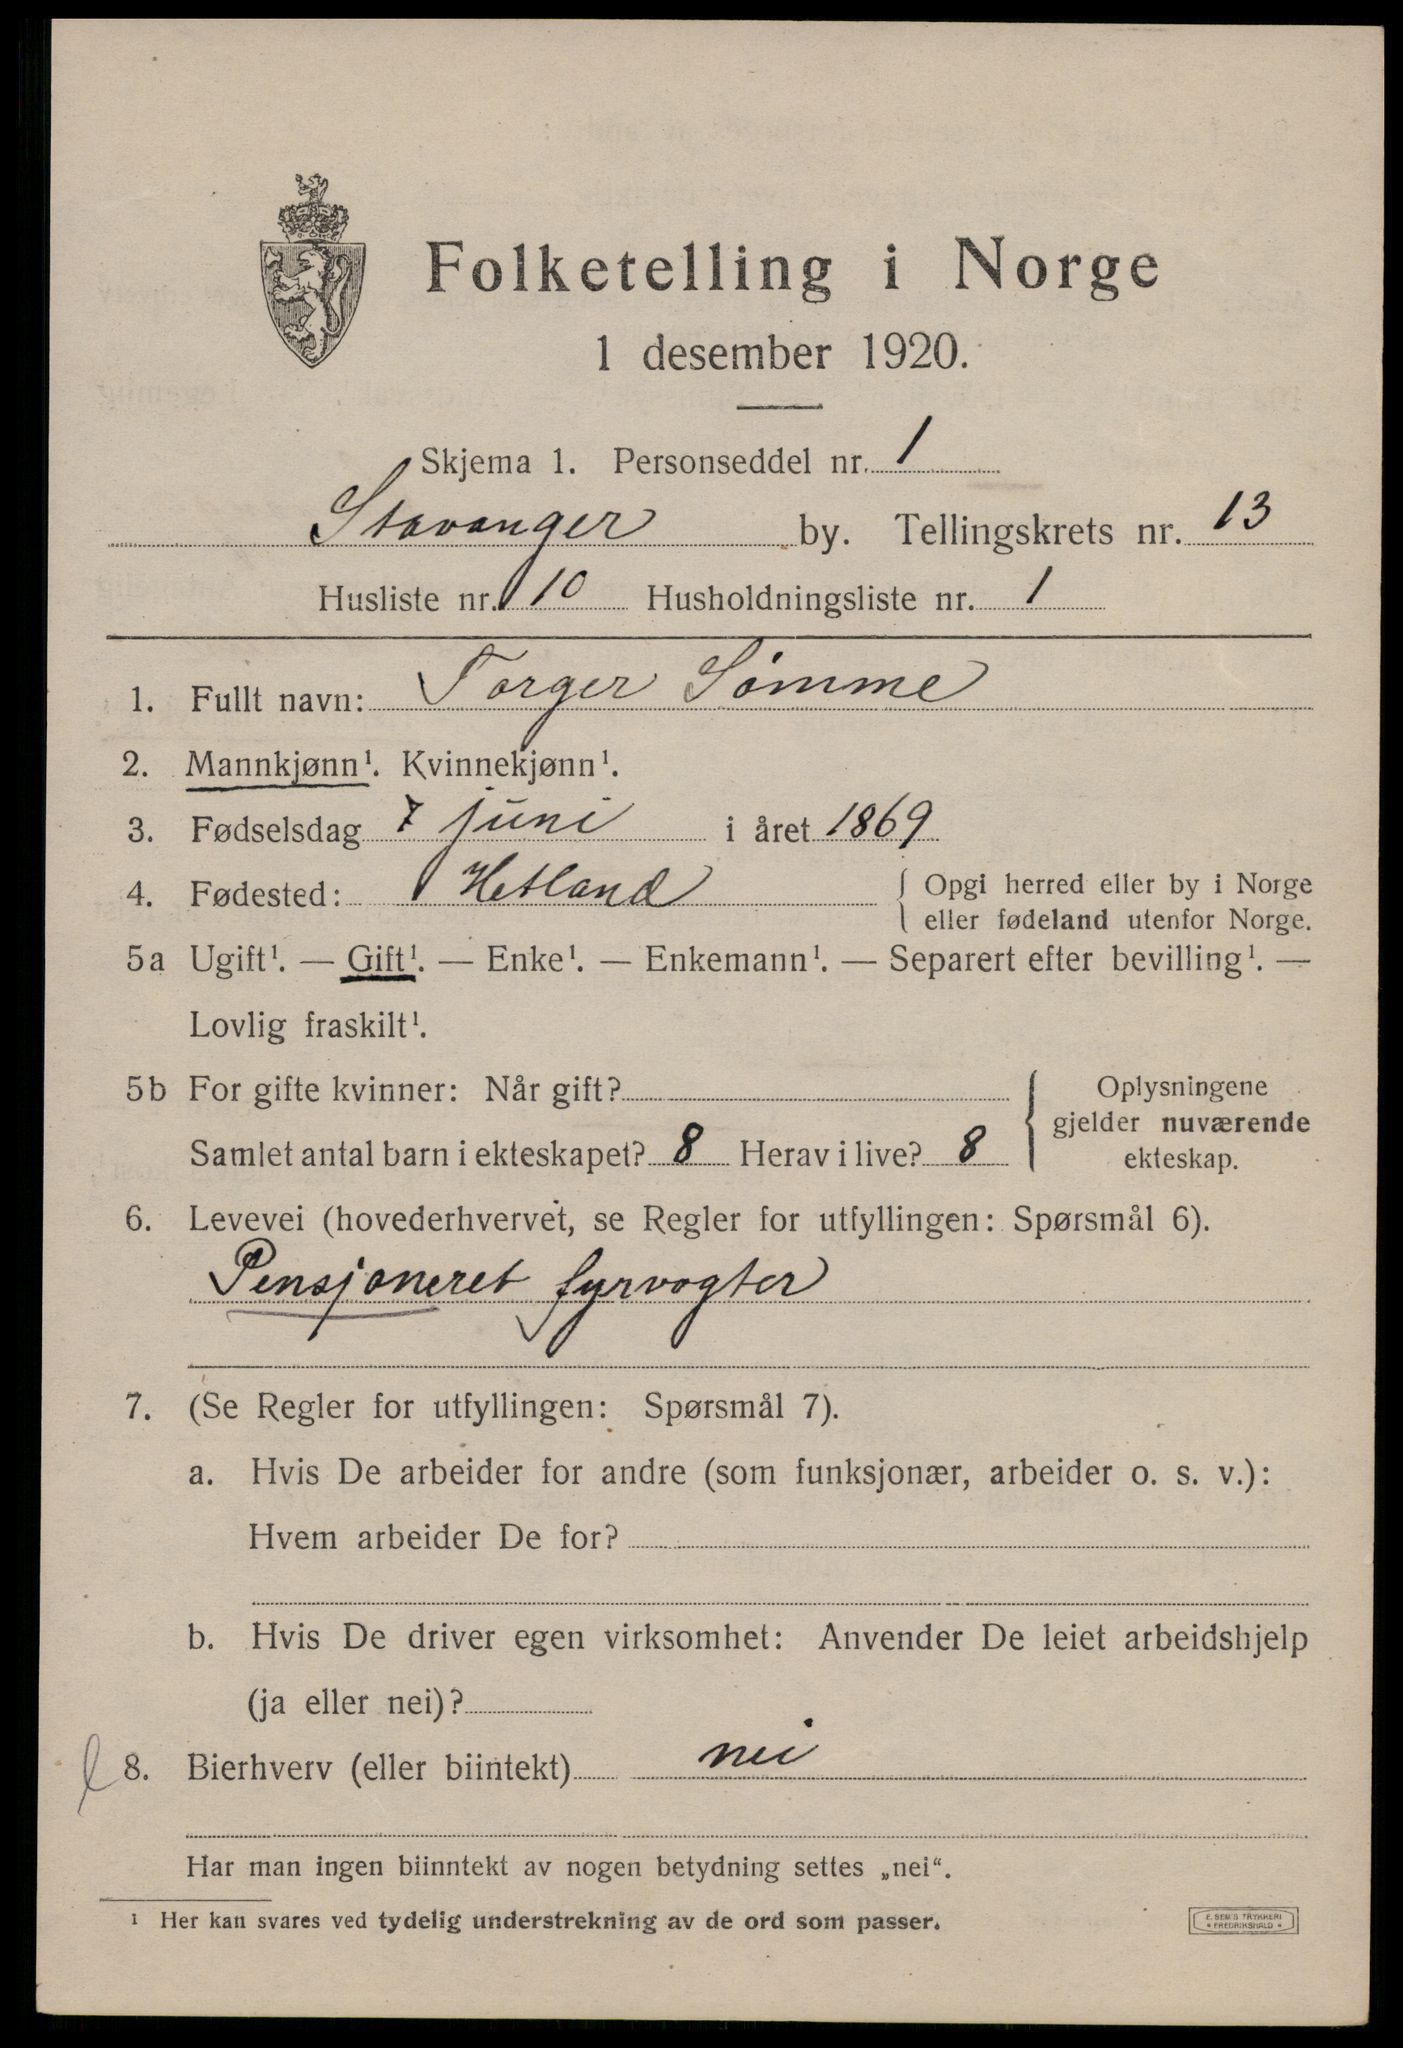 Folketelling i Norge
1 desember 1920.
Skjema 1. Personseddel nr. 1
Stavanger by. Tellingskrets nr. 13
Husliste nr. 10 Husholdningsliste nr. 1
1. Fullt navn: Torger Sömme
2. Mannkjønn¹. Kvinnekjønn¹.
3. Fødselsdag 7 juni i året 1869
4. Fødested: Hetland { Opgi herred eller by i Norge
eller fødeland utenfor Norge.
5a Ugift¹. — Gift¹. — Enke¹. — Enkemann¹. — Separert efter bevilling¹. —
Lovlig fraskilt¹.
5b For gifte kvinner: Når gift?
Samlet antal barn i ekteskapet? 8 Herav i live? 8
Oplysningene
gjelder nuværende
ekteskap.
6. Levevei (hovederhvervet, se Regler for utfyllingen: Spørsmål 6).
Pensjoneret fyrvogter
7. (Se Regler for utfyllingen: Spørsmål 7).
a. Hvis De arbeider for andre (som funksjonær, arbeider o. s. v.):
Hvem arbeider De for?
b. Hvis De driver egen virksomhet: Anvender De leiet arbeidshjelp
(ja eller nei)?
8. Bierhverv (eller biintekt) nei
Har man ingen biinntekt av nogen betydning settes „nei“.
¹ Her kan svares ved tydelig understrekning av de ord som passer.
E. SEM'S TRYKKERI
* FREDRIKSHALD *